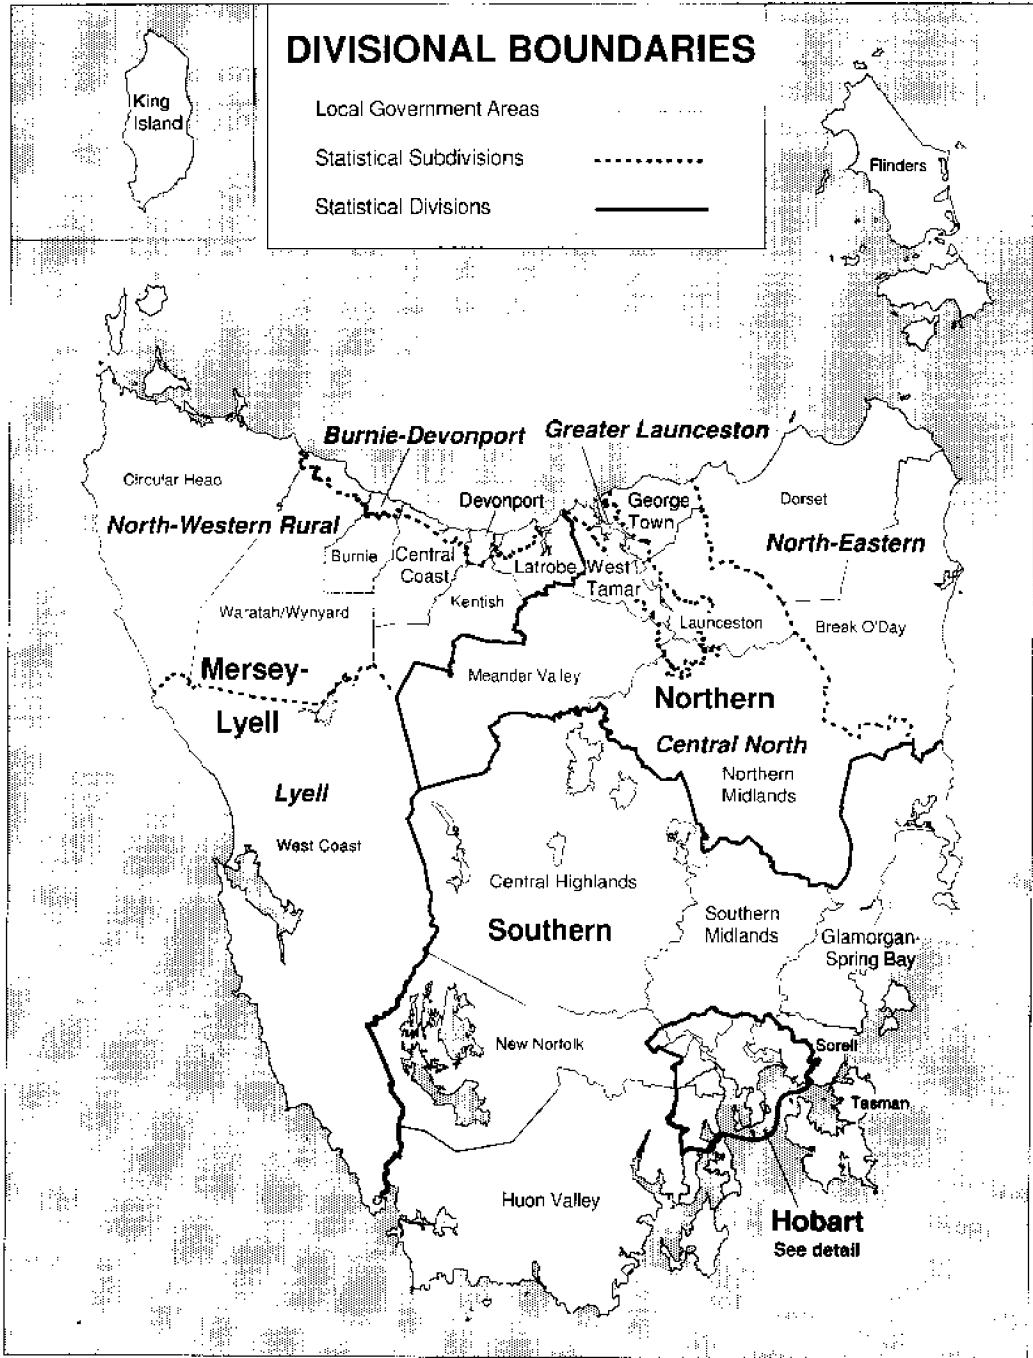 DIVISIONAL BOUNDARIES
Local Government Areas
Statistical Subdivisions
Statistical Divisions
King
Island
Flinders
Burnie-Devonport
Greater Launceston
Circular Head
Devonport
George
Town
Dorset
North-Western Rural
North-Eastern
Burnie
Central
Coast
Latrobe
West
Tamar
Kentish
Waratah/Wynyard
Launceston
Break O'Day
Mersey-
Lyell
Meander Valley
Northern
Central North
Northern
Midlands
Lyell
West Coast
Central Highlands
Southern
Southern
Midlands
Glamorgan-
Spring Bay
New Norfolk
Sorell
Tasman
Huon Valley
Hobart
See detail